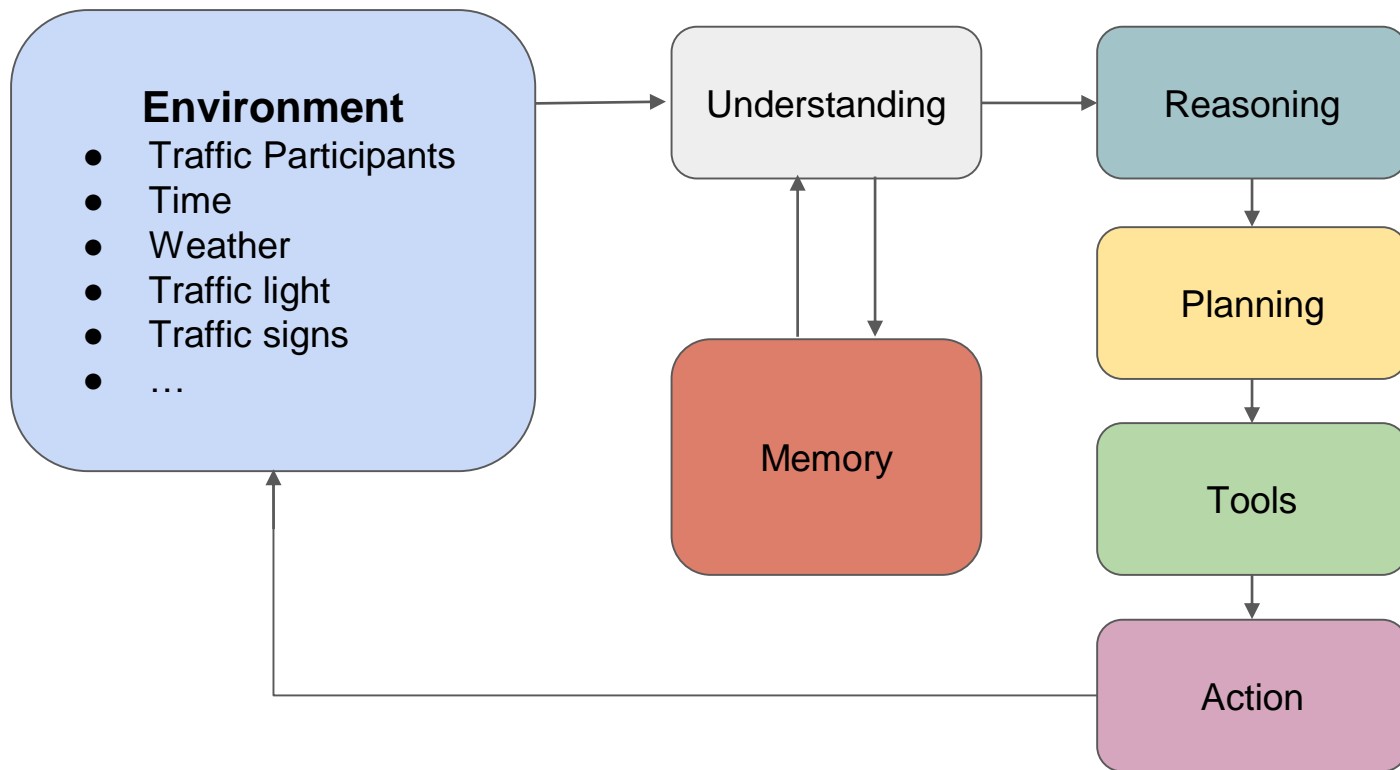 Environment
● Traffic Participants
● Time
● Weather
● Traffic light
● Traffic signs
● …
Understanding
Reasoning
Planning
Memory
Tools
Action